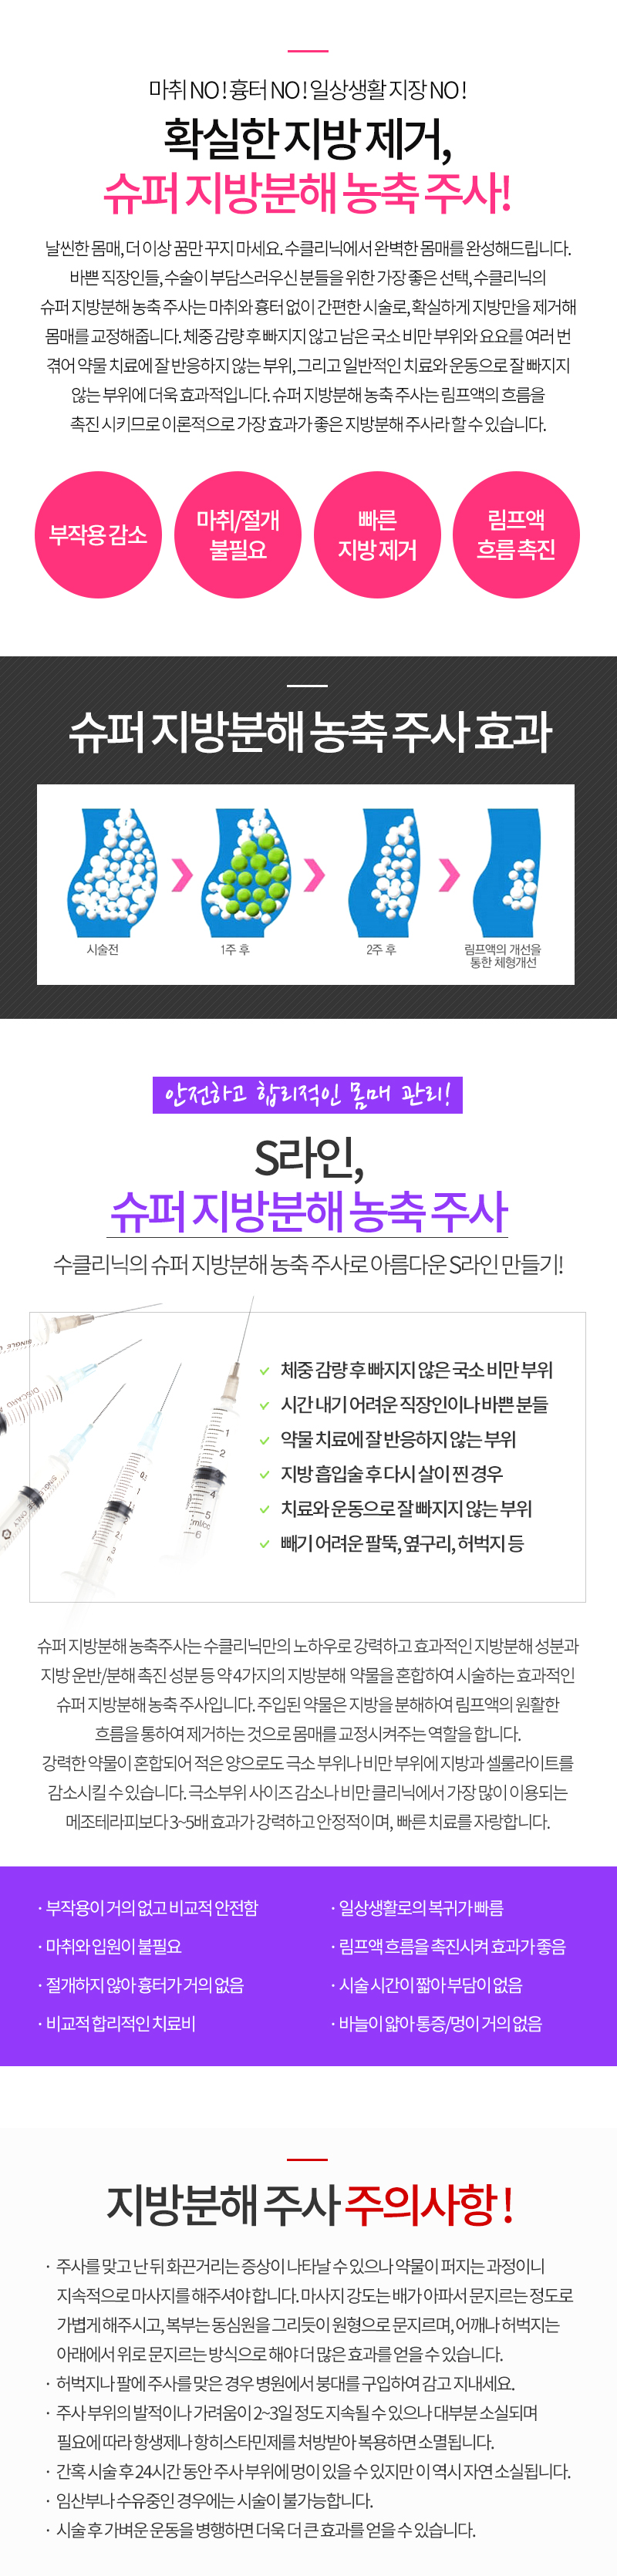 마취 NO ! 흉터 NO ! 일상생활 지장 NO !
확실한 지방 제거,
슈퍼 지방분해 농축 주사!
날씬한 몸매, 더 이상 꿈만 꾸지 마세요. 수클리닉에서 완벽한 몸매를 완성해드립니다.
바쁜 직장인들, 수술이 부담스러우신 분들을 위한 가장 좋은 선택, 수클리닉의
슈퍼 지방분해 농축 주사는 마취와 흉터 없이 간편한 시술로, 확실하게 지방만을 제거해
몸매를 교정해줍니다. 체중 감량 후 빠지지 않고 남은 국소 비만 부위와 요요를 여러 번
겪어 약물 치료에 잘 반응하지 않는 부위, 그리고 일반적인 치료와 운동으로 잘 빠지지
않는 부위에 더욱 효과적입니다. 슈퍼 지방분해 농축 주사는 림프액의 흐름을
촉진 시키므로 이론적으로 가장 효과가 좋은 지방분해 주사라 할 수 있습니다.
부작용 감소
마취/절개
불필요
빠른
지방 제거
림프액
흐름 촉진
슈퍼 지방분해 농축 주사 효과
시술전
1주 후
2주 후
림프액의 개선을
통한 체형개선
안전하고 합리적인 몸매 관리!
S라인,
슈퍼 지방분해 농축 주사
수클리닉의 슈퍼 지방분해 농축 주사로 아름다운 S라인 만들기!
체중 감량 후 빠지지 않은 국소 비만 부위
시간 내기 어려운 직장인이나 바쁜 분들
약물 치료에 잘 반응하지 않는 부위
지방 흡입술 후 다시 살이 찐 경우
치료와 운동으로 잘 빠지지 않는 부위
빼기 어려운 팔뚝, 옆구리, 허벅지 등
슈퍼 지방분해 농축주사는 수클리닉만의 노하우로 강력하고 효과적인 지방분해 성분과
지방 운반/분해 촉진 성분 등 약 4가지의 지방분해 약물을 혼합하여 시술하는 효과적인
슈퍼 지방분해 농축 주사입니다. 주입된 약물은 지방을 분해하여 림프액의 원활한
흐름을 통하여 제거하는 것으로 몸매를 교정시켜주는 역할을 합니다.
강력한 약물이 혼합되어 적은 양으로도 극소 부위나 비만 부위에 지방과 셀룰라이트를
감소시킬 수 있습니다. 극소부위 사이즈 감소나 비만 클리닉에서 가장 많이 이용되는
메조테라피보다 3~5배 효과가 강력하고 안정적이며, 빠른 치료를 자랑합니다.
· 부작용이 거의 없고 비교적 안전함
· 마취와 입원이 불필요
· 절개하지 않아 흉터가 거의 없음
· 비교적 합리적인 치료비
· 일상생활로의 복귀가 빠름
· 림프액 흐름을 촉진시켜 효과가 좋음
· 시술 시간이 짧아 부담이 없음
· 바늘이 얇아 통증/멍이 거의 없음
지방분해 주사 주의사항 !
· 주사를 맞고 난 뒤 화끈거리는 증상이 나타날 수 있으나 약물이 퍼지는 과정이니
지속적으로 마사지를 해주셔야 합니다. 마사지 강도는 배가 아파서 문지르는 정도로
가볍게 해주시고, 복부는 동심원을 그리듯이 원형으로 문지르며, 어깨나 허벅지는
아래에서 위로 문지르는 방식으로 해야 더 많은 효과를 얻을 수 있습니다.
· 허벅지나 팔에 주사를 맞은 경우 병원에서 붕대를 구입하여 감고 지내세요.
· 주사 부위의 발적이나 가려움이 2~3일 정도 지속될 수 있으나 대부분 소실되며
필요에 따라 항생제나 항히스타민제를 처방받아 복용하면 소멸됩니다.
· 간혹 시술 후 24시간 동안 주사 부위에 멍이 있을 수 있지만 이 역시 자연 소실됩니다.
· 임산부나 수유중인 경우에는 시술이 불가능합니다.
· 시술 후 가벼운 운동을 병행하면 더욱 더 큰 효과를 얻을 수 있습니다.